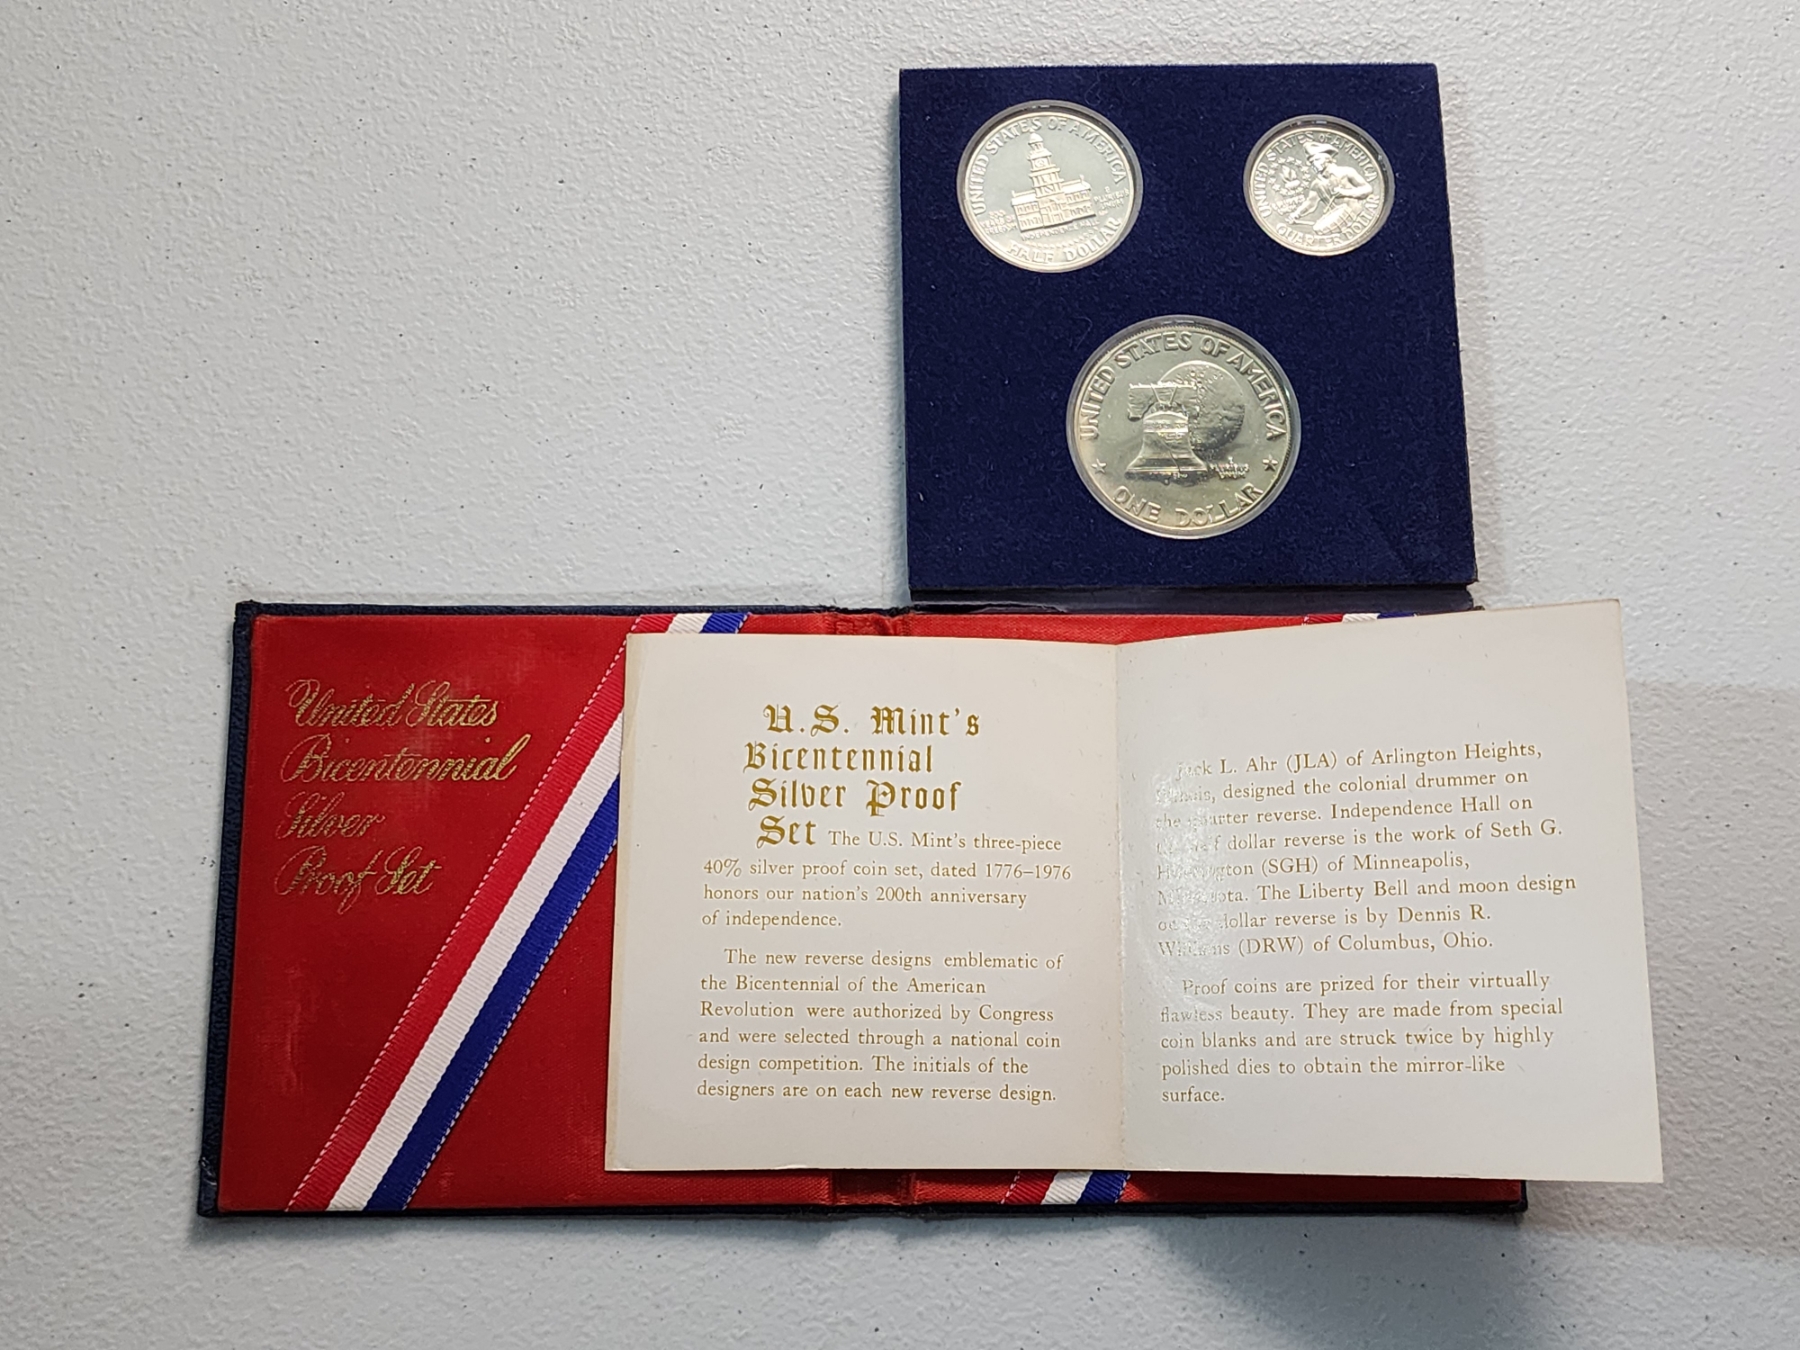 UNITED STATES OF AMERICA
HALF DOLLAR
UNITED STATES OF AMERICA
QUARTER DOLLAR
UNITED STATES OF AMERICA
ONE DOLLAR
United States
Bicentennial
Silver
Proof Set
U.S. Mint's
Bicentennial
Silver Proof
Set The U.S. Mint's three-piece
40% silver proof coin set, dated 1776–1976
honors our nation's 200th anniversary
of independence.
The new reverse designs emblematic of
the Bicentennial of the American
Revolution were authorized by Congress
and were selected through a national coin
design competition. The initials of the
designers are on each new reverse design.
Jack L. Ahr (JLA) of Arlington Heights,
designed the colonial drummer on
the quarter reverse. Independence Hall on
dollar reverse is the work of Seth G.
(SGH) of Minneapolis,
Minnesota. The Liberty Bell and moon design
dollar reverse is by Dennis R.
(DRW) of Columbus, Ohio.
Proof coins are prized for their virtually
flawless beauty. They are made from special
coin blanks and are struck twice by highly
polished dies to obtain the mirror-like
surface.